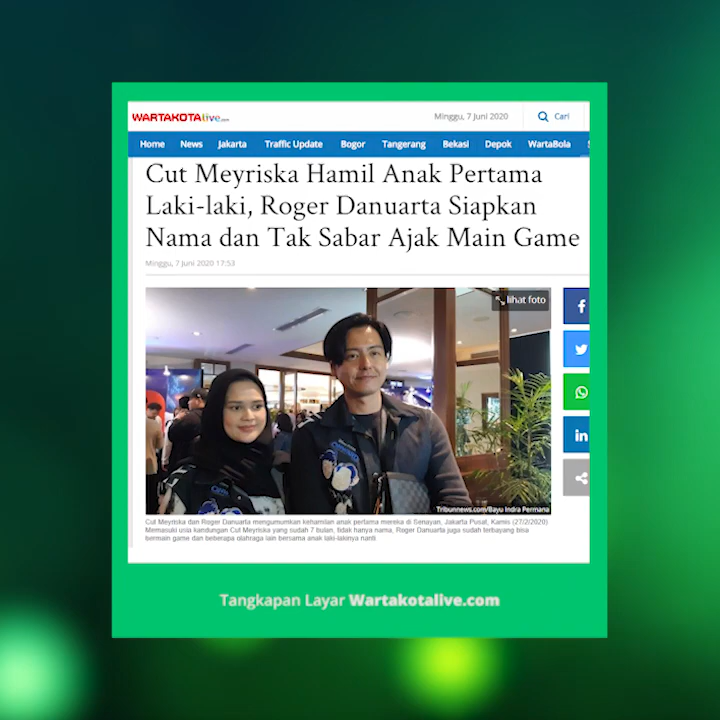 WARTAKOTAlive.com
Minggu, 7 Juni 2020
Cari
Home News Jakarta Traffic Update Bogor Tangerang Bekasi Depok WartaBola
Cut Meyriska Hamil Anak Pertama
Laki-laki, Roger Danuarta Siapkan
Nama dan Tak Sabar Ajak Main Game
Minggu, 7 Juni 2020 17:53
lihat foto
Tribunnews.com/Bayu Indra Permana
Cut Meyriska dan Roger Danuarta mengumumkan kehamilan anak pertama mereka di Senayan, Jakarta Pusat, Kamis (27/2/2020)
Memasuki usia kandungan Cut Meyriska yang sudah 7 bulan, tidak hanya nama, Roger Danuarta juga sudah terbayang bisa
bermain game dan beberapa olahraga lain bersama anak laki-lakinya nanti
Tangkapan Layar Wartakotalive.com